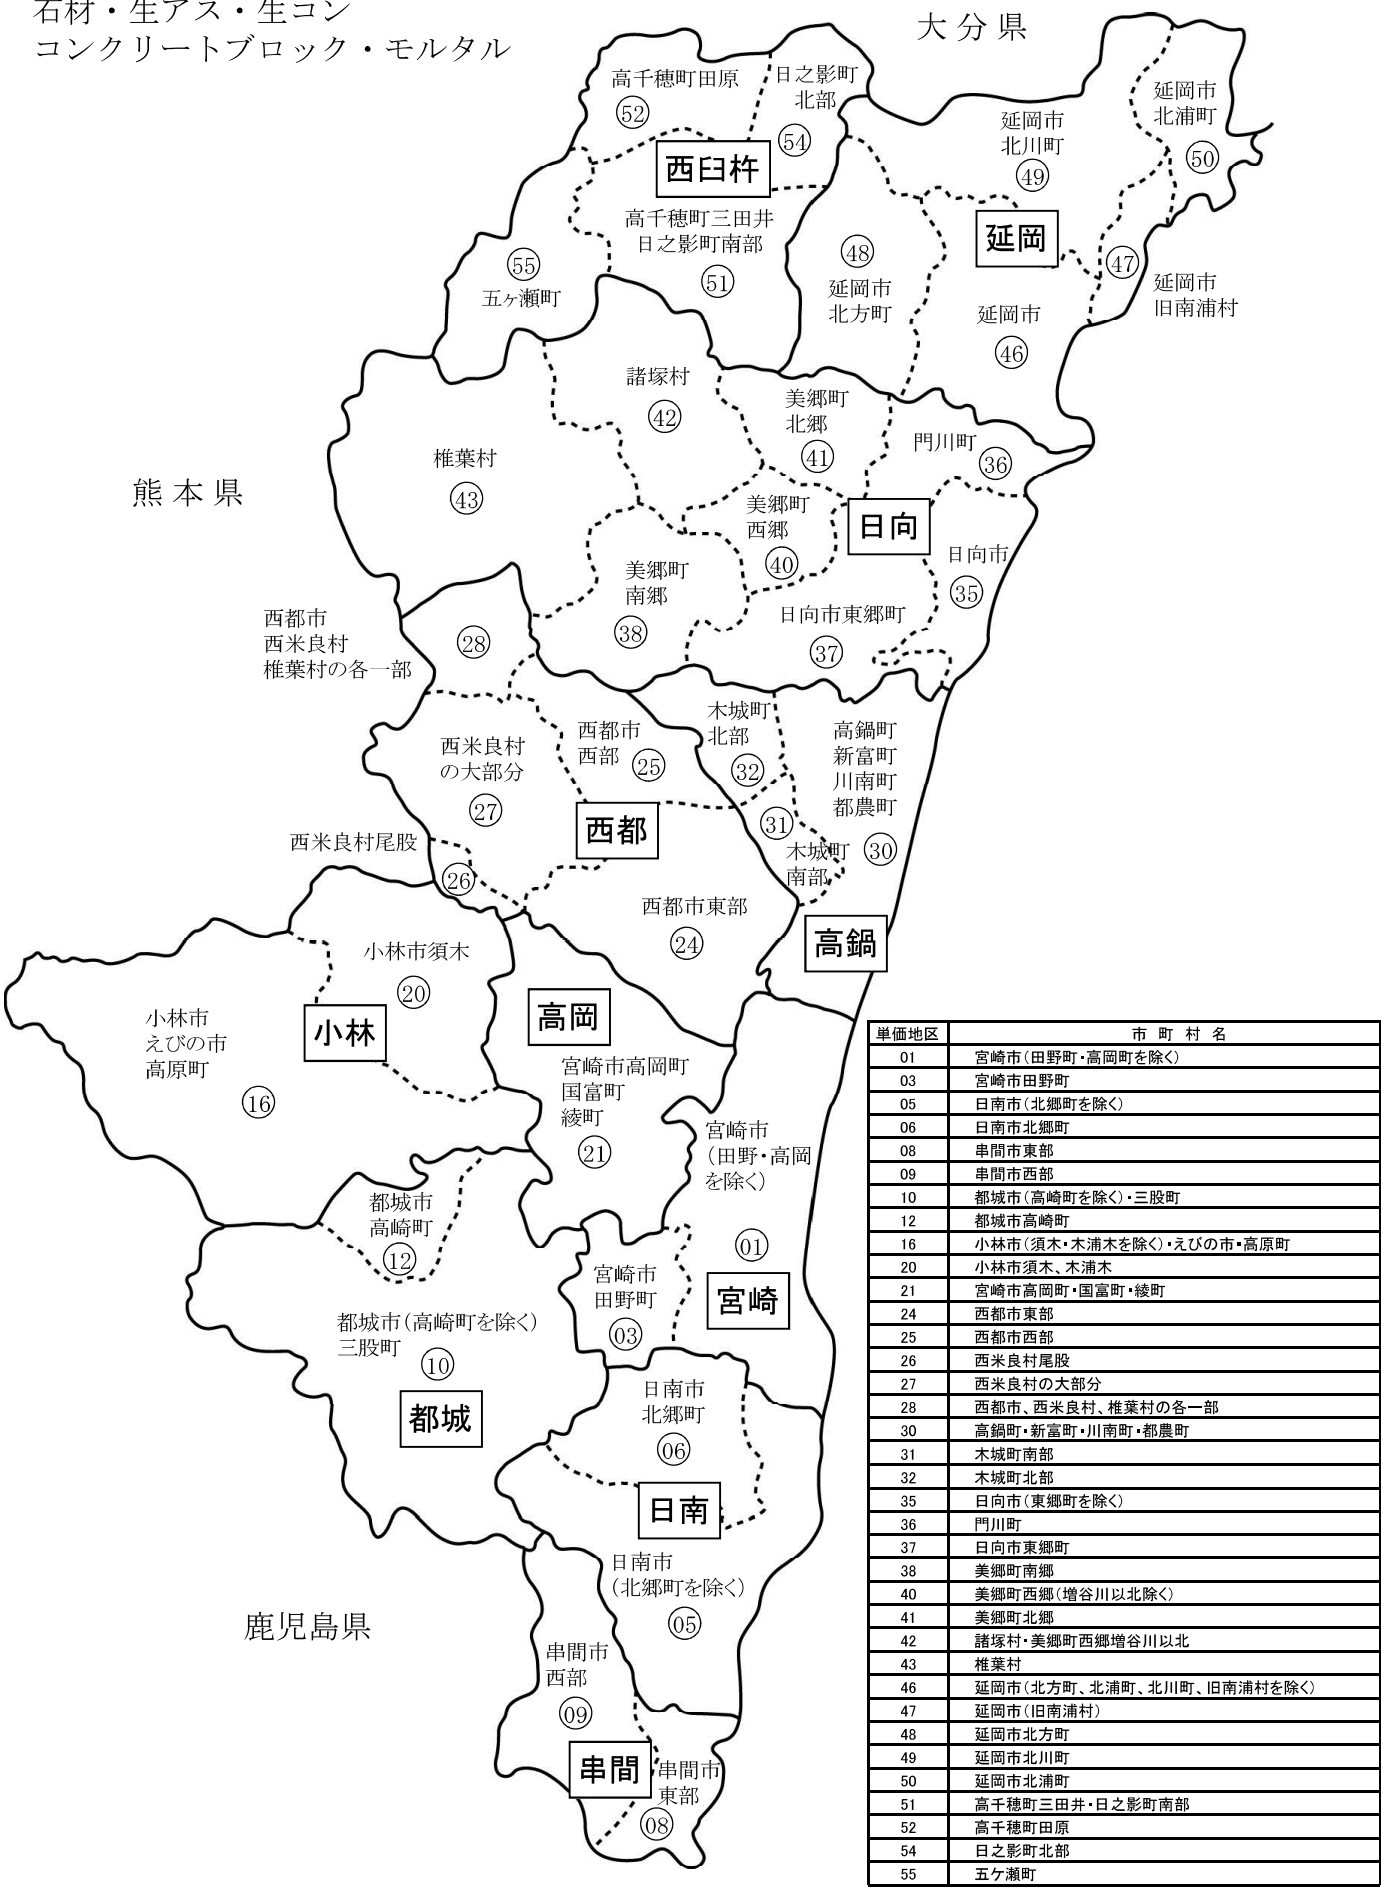 石材・生アス・生コン
コンクリートブロック・モルタル
大分県
高千穂町田原
52
日之影町
北部
54
西臼杵
高千穂町三田井
日之影町南部
51
55
五ヶ瀬町
延岡市
北浦町
50
延岡市
北川町
49
延岡
48
延岡市
北方町
47
延岡市
旧南浦村
延岡市
46
諸塚村
42
美郷町
北郷
41
門川町
36
椎葉村
43
熊本県
美郷町
西郷
40
日向
日向市
35
美郷町
南郷
38
日向市東郷町
37
西都市
西米良村
椎葉村の各一部
28
西米良村
の大部分
27
西都市
西部
25
木城町
北部
32
高鍋町
新富町
川南町
都農町
30
31
木城町
南部
西都
西米良村尾股
26
西都市東部
24
高鍋
小林市須木
20
小林
小林市
えびの市
高原町
16
高岡
宮崎市高岡町
国富町
綾町
21
宮崎市
（田野・高岡
を除く）
01
宮崎
都城市
高崎町
12
宮崎市
田野町
03
都城市（高崎町を除く）
三股町
10
都城
日南市
北郷町
06
日南
日南市
（北郷町を除く）
05
鹿児島県
串間市
西部
09
串間
串間市
東部
08
単価地区 市町村名
01 宮崎市（田野町・高岡町を除く）
03 宮崎市田野町
05 日南市（北郷町を除く）
06 日南市北郷町
08 串間市東部
09 串間市西部
10 都城市（高崎町を除く）・三股町
12 都城市高崎町
16 小林市（須木・木浦木を除く）・えびの市・高原町
20 小林市須木、木浦木
21 宮崎市高岡町・国富町・綾町
24 西都市東部
25 西都市西部
26 西米良村尾股
27 西米良村の大部分
28 西都市、西米良村、椎葉村の各一部
30 高鍋町・新富町・川南町・都農町
31 木城町南部
32 木城町北部
35 日向市（東郷町を除く）
36 門川町
37 日向市東郷町
38 美郷町南郷
40 美郷町西郷（増谷川以北除く）
41 美郷町北郷
42 諸塚村・美郷町西郷増谷川以北
43 椎葉村
46 延岡市（北方町、北浦町、北川町、旧南浦村を除く）
47 延岡市（旧南浦村）
48 延岡市北方町
49 延岡市北川町
50 延岡市北浦町
51 高千穂町三田井・日之影町南部
52 高千穂町田原
54 日之影町北部
55 五ケ瀬町